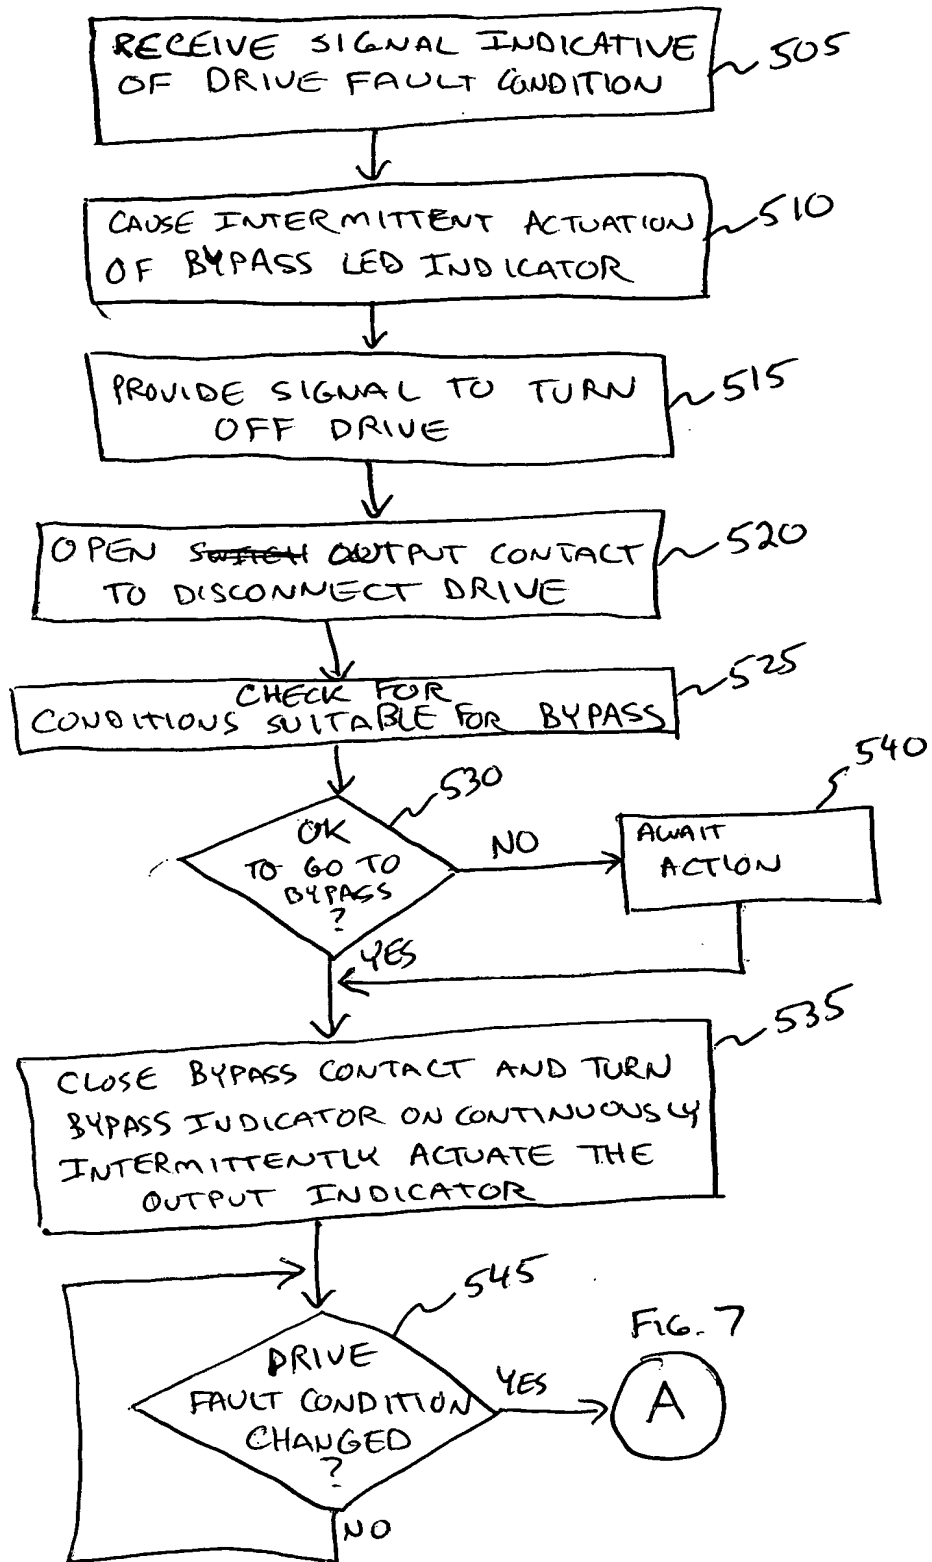 RECEIVE SIGNAL INDICATIVE
OF DRIVE FAULT CONDITION
505
CAUSE INTERMITTENT ACTUATION
OF BYPASS LED INDICATOR
510
PROVIDE SIGNAL TO TURN
OFF DRIVE
515
OPEN SWITCH OUTPUT CONTACT
TO DISCONNECT DRIVE
520
CHECK FOR
CONDITIONS SUITABLE FOR BYPASS
525
OK
TO GO TO
BYPASS
?
530
NO
AWAIT
ACTION
540
YES
CLOSE BYPASS CONTACT AND TURN
BYPASS INDICATOR ON CONTINUOUSLY
INTERMITTENTLY ACTUATE THE
OUTPUT INDICATOR
535
DRIVE
FAULT CONDITION
CHANGED
?
545
YES
FIG. 7
A
NO